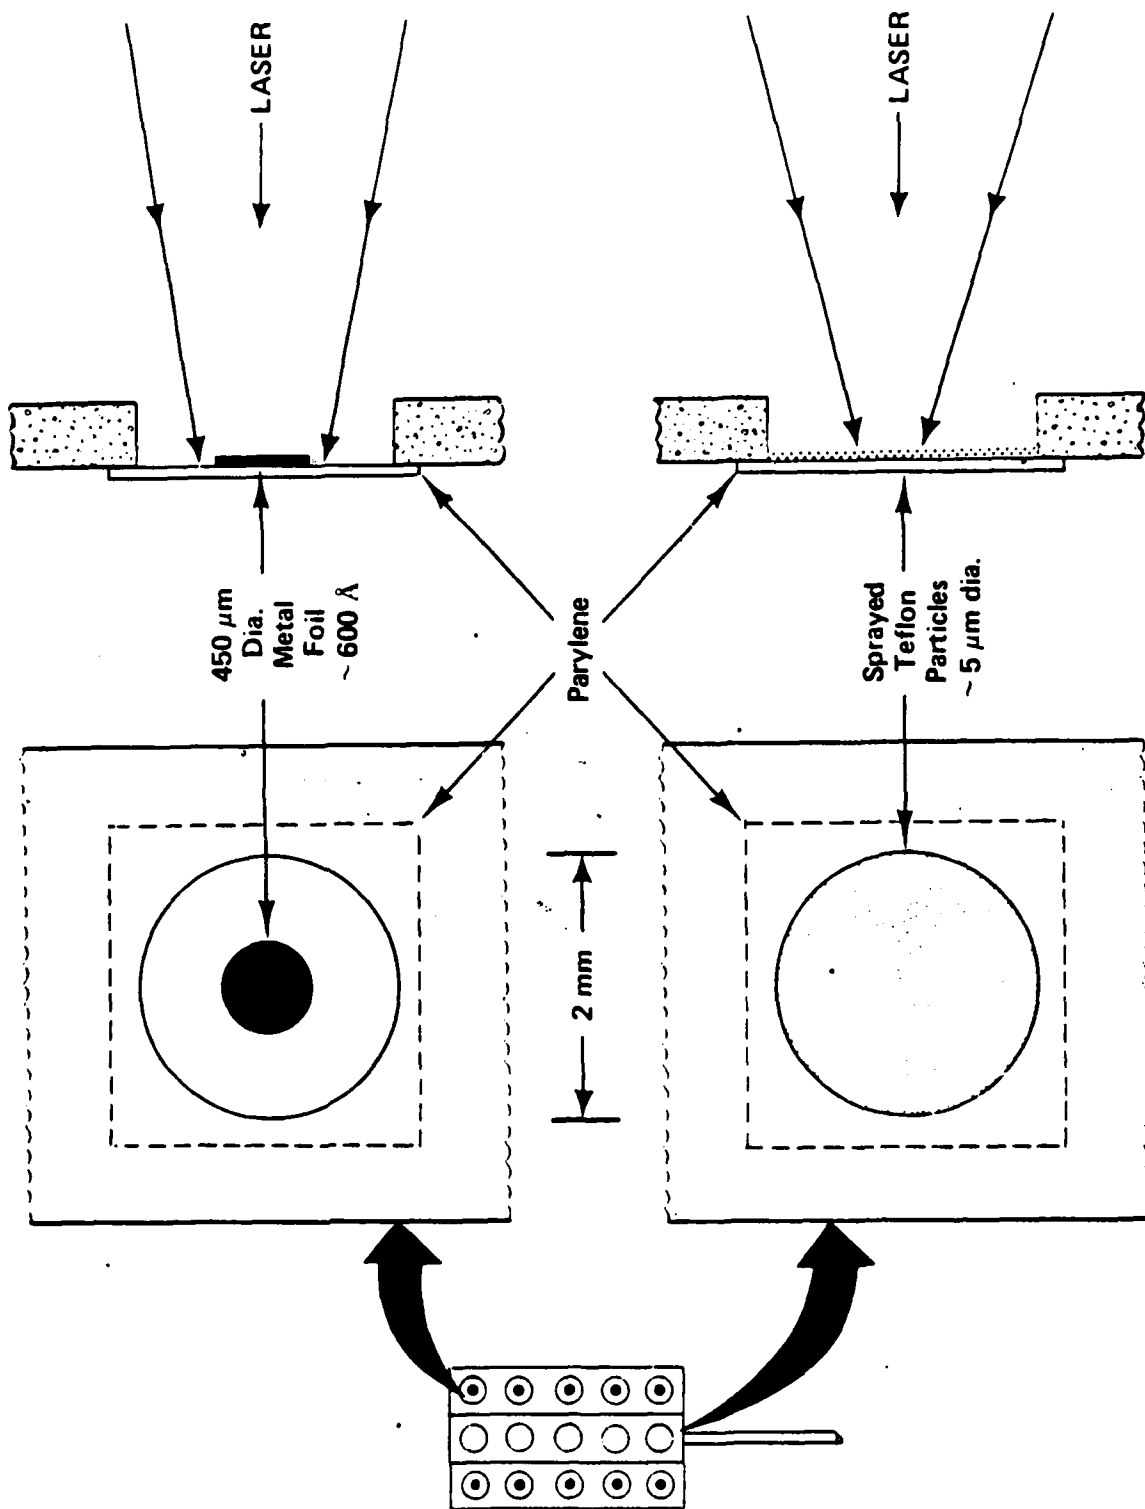 LASER
LASER
450 μm
Dia.
Metal
Foil
~ 600 Å
Parylene
Sprayed
Teflon
Particles
~ 5 μm dia.
2 mm